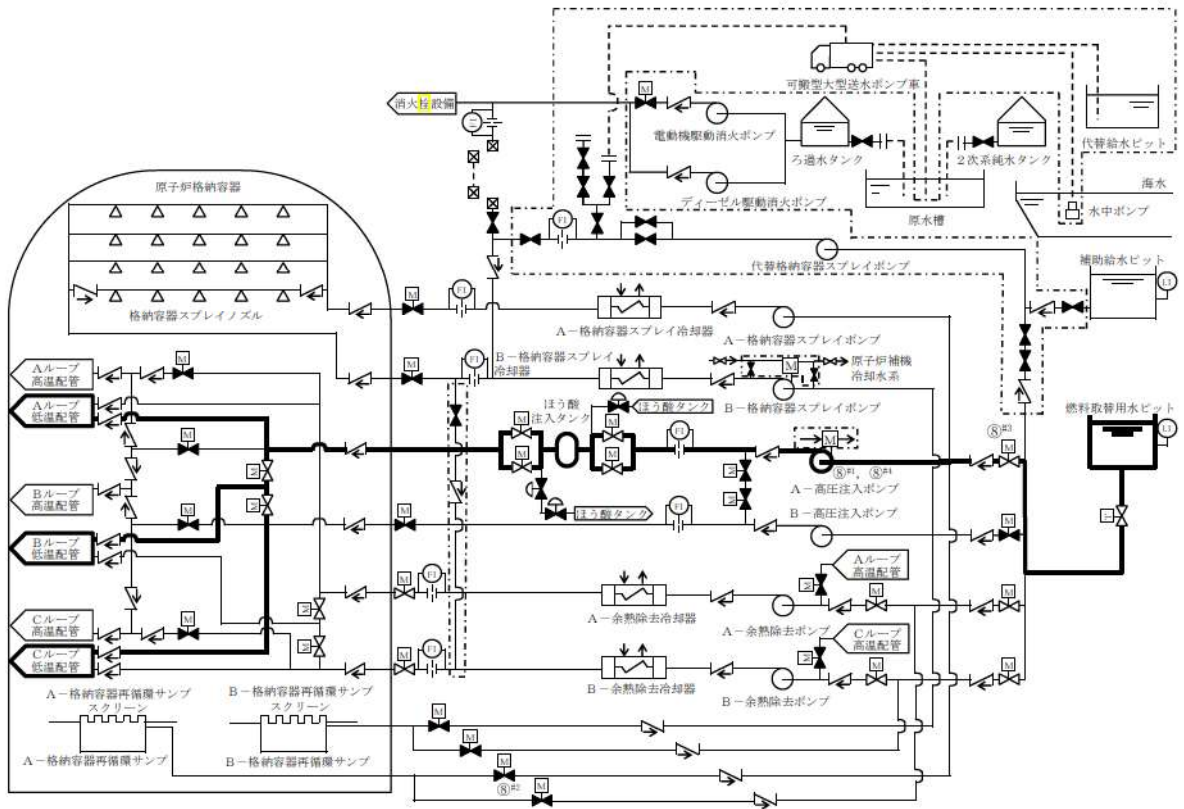 可搬型大型送水ポンプ車
消火栓設備
M
電動機駆動消火ポンプ
ろ過水タンク
2次系純水タンク
代替給水ピット
海水
ディーゼル駆動消火ポンプ
原水槽
水中ポンプ
原子炉格納容器
FI
代替格納容器スプレイポンプ
補助給水ピット
LI
M
FI
格納容器スプレイノズル
A-格納容器スプレイ冷却器
A-格納容器スプレイポンプ
Aループ
高温配管
M
M
FI
B-格納容器スプレイ
冷却器
M
原子炉補機
冷却水系
B-格納容器スプレイポンプ
燃料取替用水ピット
LI
Aループ
低温配管
ほう酸
注入タンク
ほう酸タンク
M
M
M
M
FI
M
⑧#3
M
⑧#1、⑧#4
A-高圧注入ポンプ
M
M
M
M
M
Bループ
高温配管
ほう酸タンク
FI
B-高圧注入ポンプ
M
M
M
Bループ
低温配管
Aループ
高温配管
M
FI
M
M
M
A-余熱除去冷却器
A-余熱除去ポンプ
Cループ
高温配管
M
M
M
Cループ
高温配管
Cループ
低温配管
M
FI
M
M
M
B-余熱除去冷却器
B-余熱除去ポンプ
A-格納容器再循環サンプ
スクリーン
B-格納容器再循環サンプ
スクリーン
M
M
A-格納容器再循環サンプ
B-格納容器再循環サンプ
M
⑧#2
M